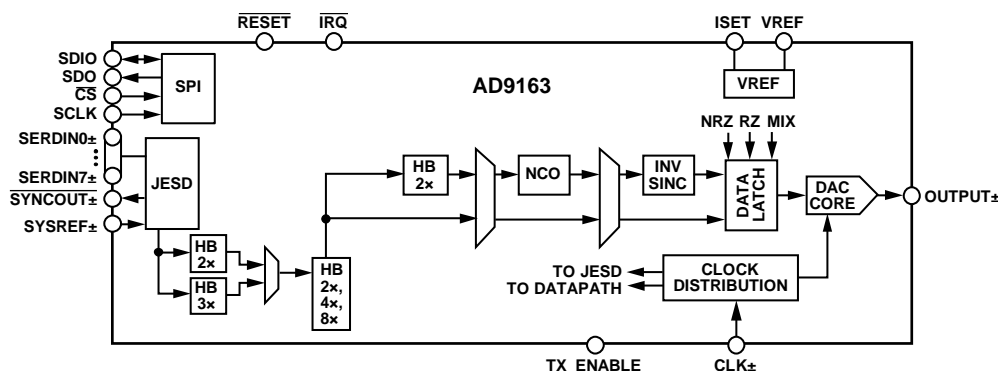 RESET
IRQ
ISET VREF
SDIO
SDO
CS
SCLK
SPI
AD9163
VREF
SERDIN0±
SERDIN7±
SYNCOUT±
SYSREF±
JESD
NRZ RZ MIX
HB
2×
NCO
INV
SINC
DATA
LATCH
DAC
CORE
OUTPUT±
HB
2×
HB
3×
HB
2×,
4×,
8×
TO JESD
TO DATAPATH
CLOCK
DISTRIBUTION
TX ENABLE
CLK±